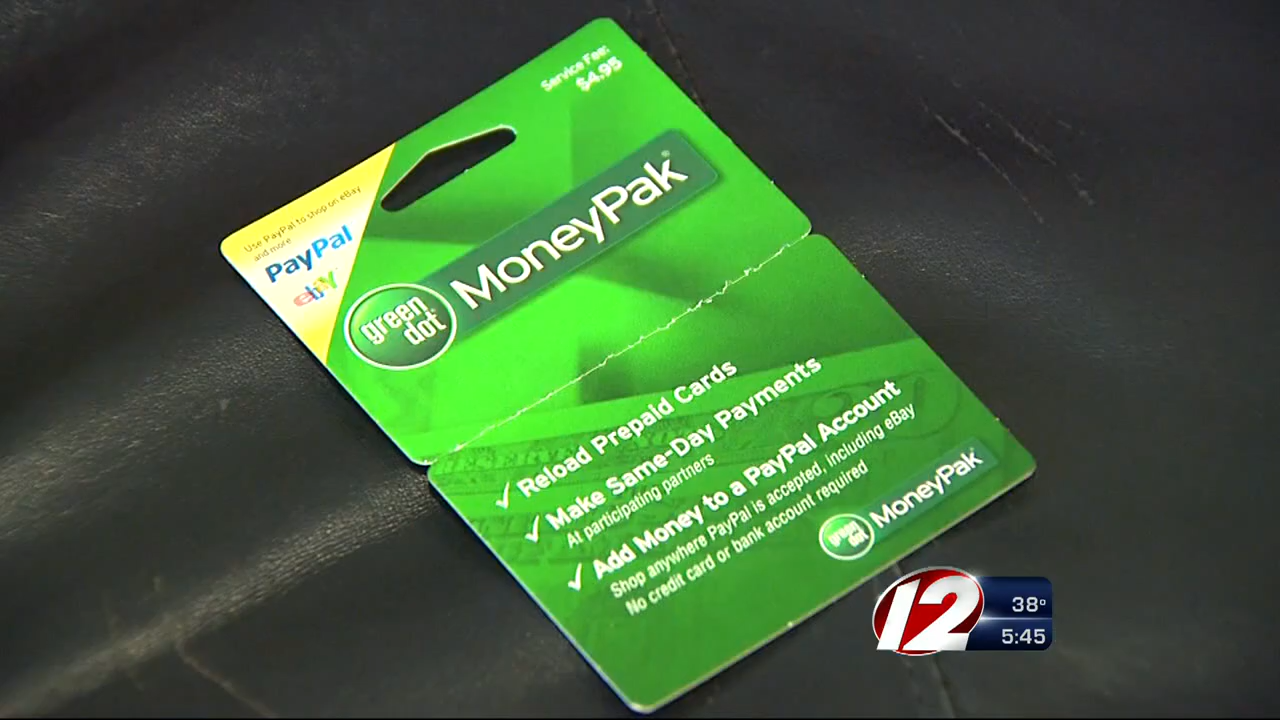 Service Fee:
$4.95
Use PayPal to shop on eBay
and more
PayPal
ebY
green
dot
MoneyPak®
✓ Reload Prepaid Cards
✓ Make Same-Day Payments
At participating partners
✓ Add Money to a PayPal Account
Shop anywhere PayPal is accepted, including eBay
No credit card or bank account required
green
dot
MoneyPak®
12
38°
5:45